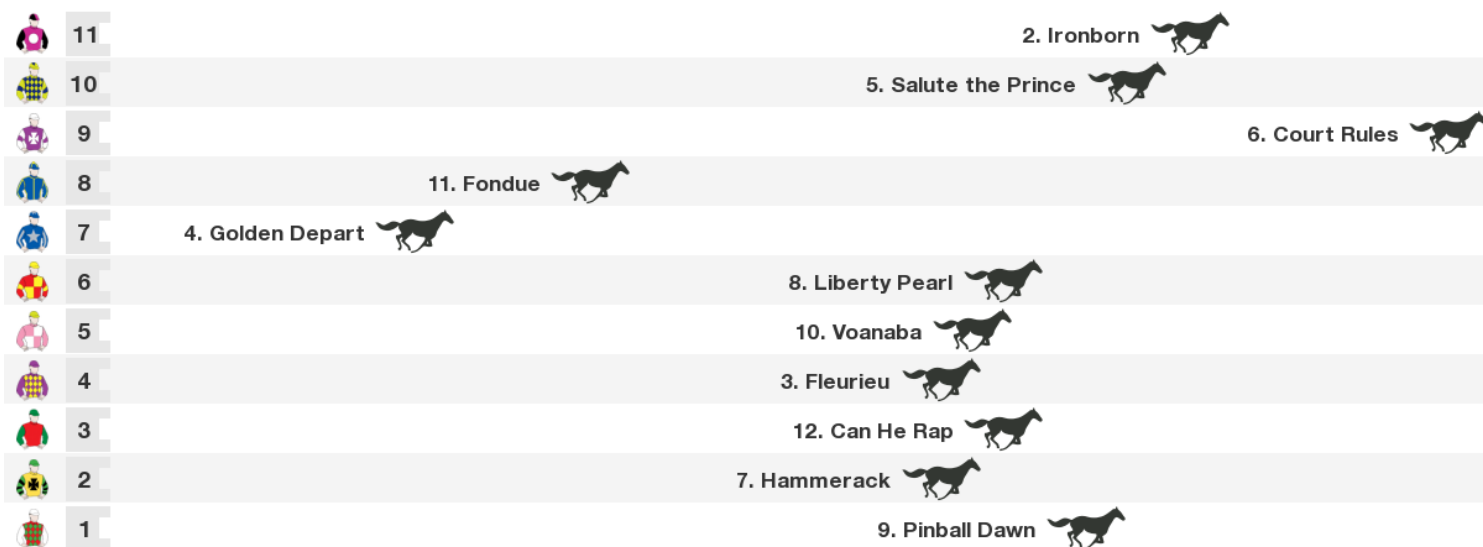 11 2. Ironborn
10 5. Salute the Prince
9 6. Court Rules
8 11. Fondue
7 4. Golden Depart
6 8. Liberty Pearl
5 10. Voanaba
4 3. Fleurieu
3 12. Can He Rap
2 7. Hammerack
1 9. Pinball Dawn